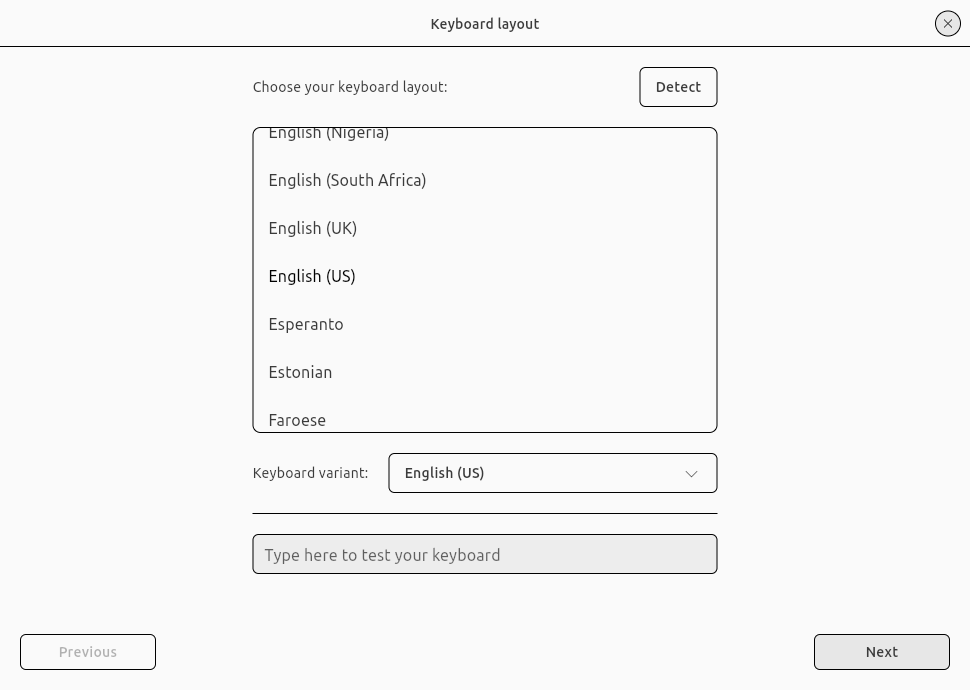 Keyboard layout
Choose your keyboard layout:
Detect
English (Nigeria)
English (South Africa)
English (UK)
English (US)
Esperanto
Estonian
Faroese
Keyboard variant:
English (US)
Type here to test your keyboard
Previous
Next